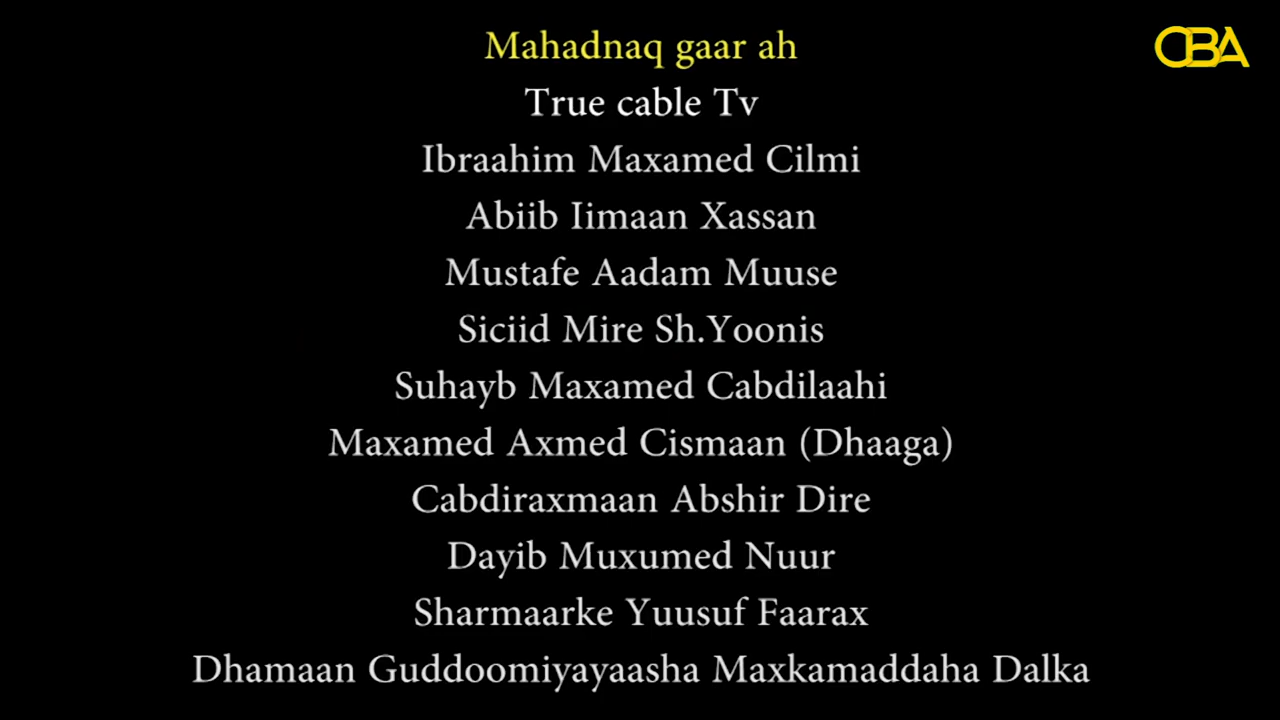 Mahadnaq gaar ah
OBA
True cable Tv
Ibraahim Maxamed Cilmi
Abiib Iimaan Xassan
Mustafe Aadam Muuse
Siciid Mire Sh.Yoonis
Suhayb Maxamed Cabdilaahi
Maxamed Axmed Cismaan (Dhaaga)
Cabdiraxmaan Abshir Dire
Dayib Muxumed Nuur
Sharmaarke Yuusuf Faarax
Dhamaan Guddoomiyayaasha Maxkamaddaha Dalka